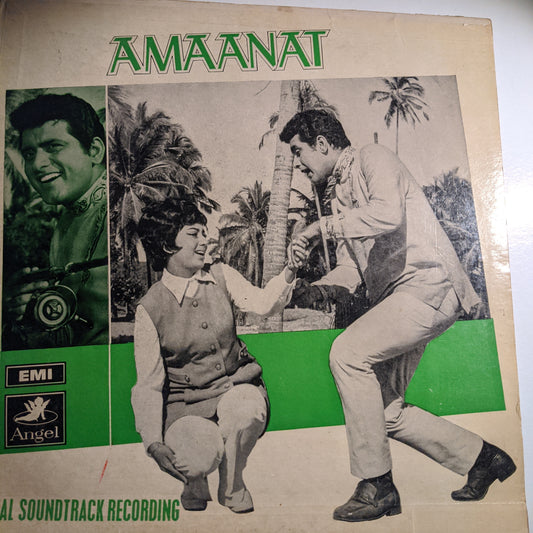 AMAANAT
EMI
Angel
AL SOUNDTRACK RECORDING